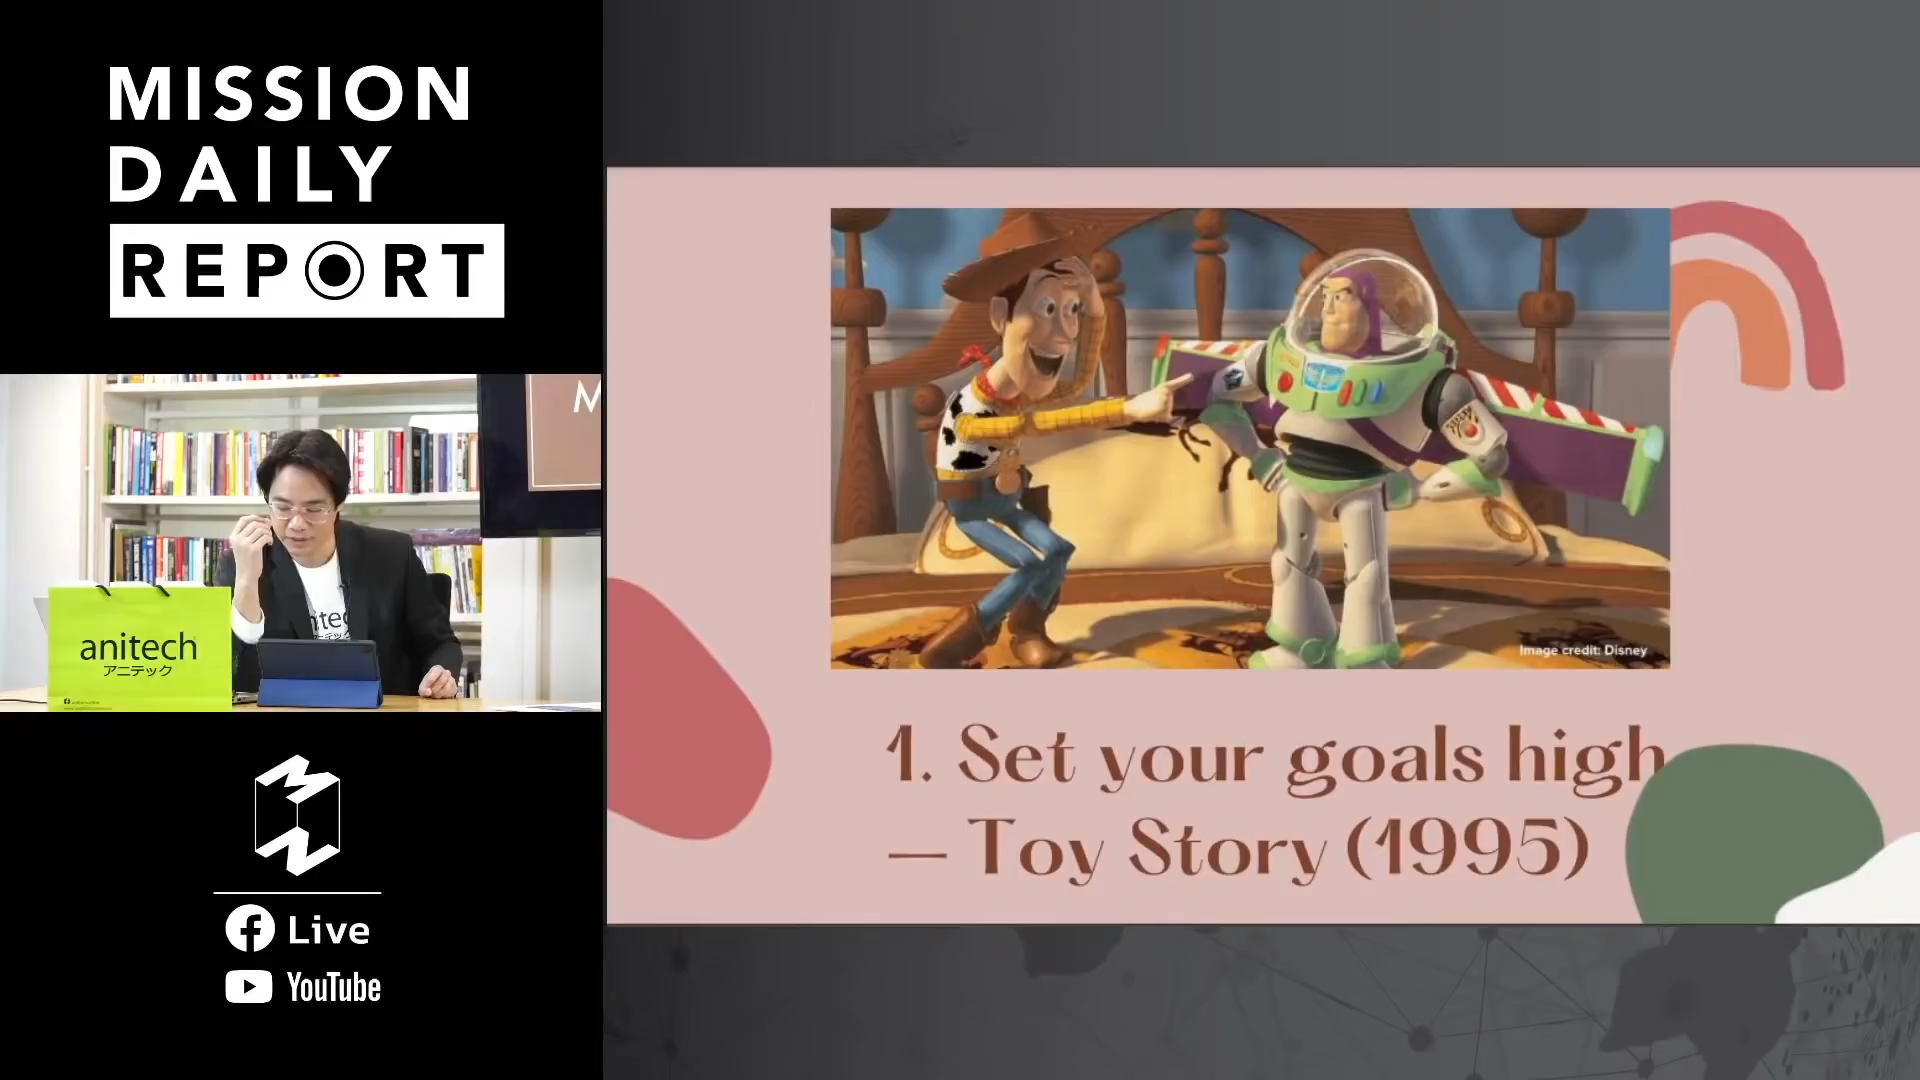 MISSION
DAILY
REPORT
M
anitech
アニテック
Live
YouTube
Image credit: Disney
1. Set your goals high
— Toy Story (1995)